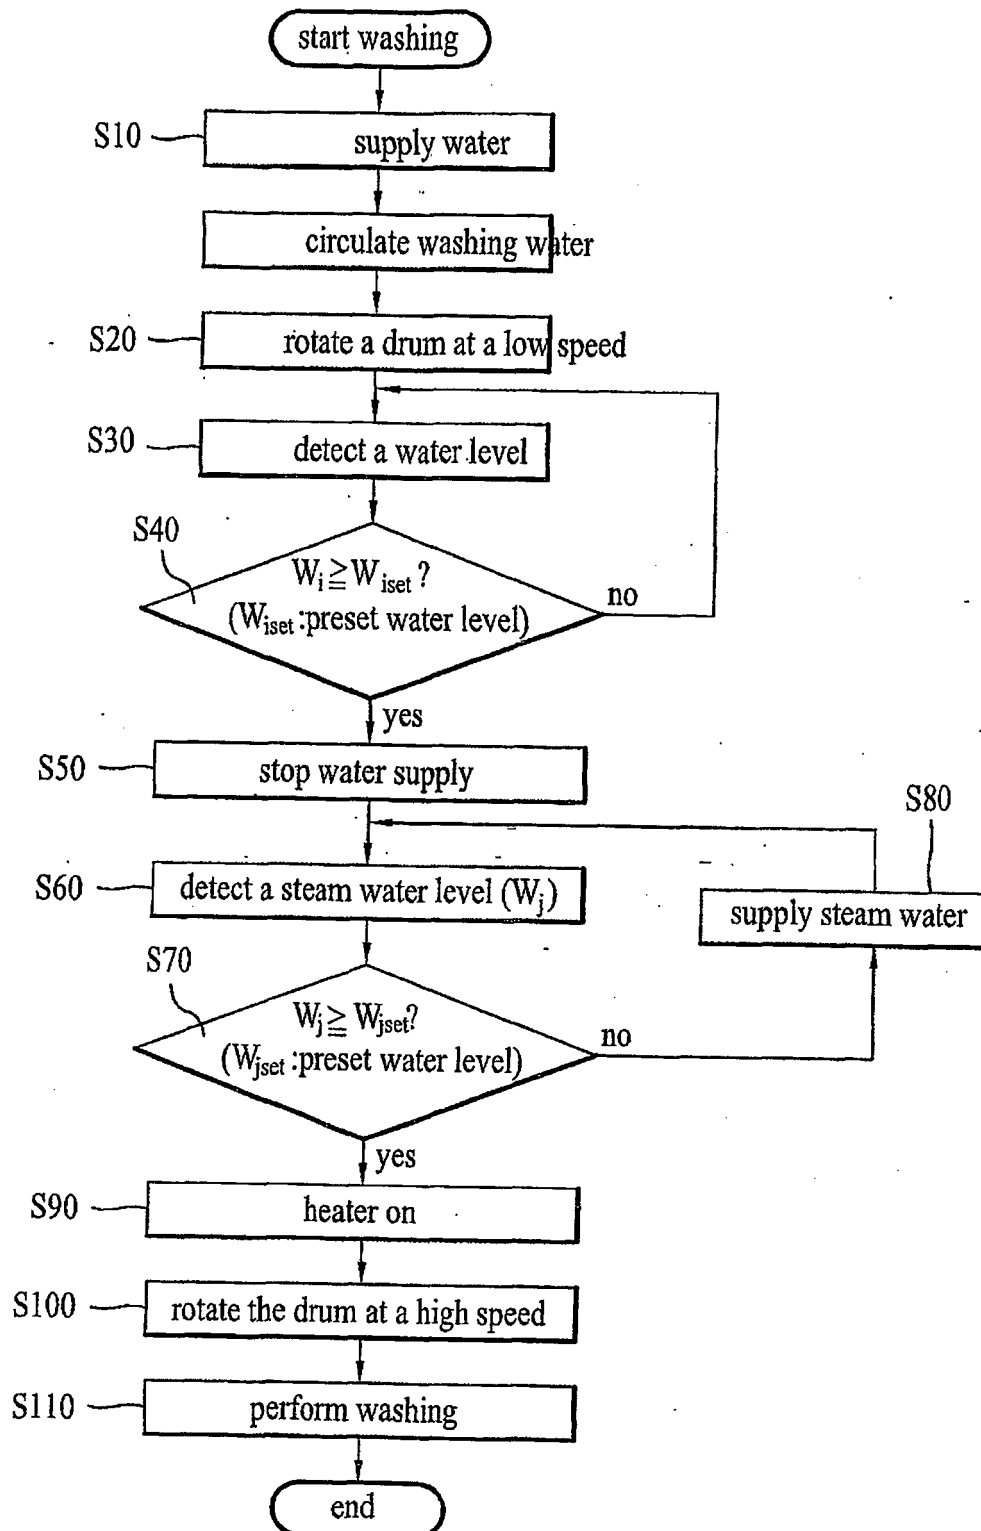 start washing
S10
supply water
circulate washing water
S20
rotate a drum at a low speed
S30
detect a water level
S40
Wi ≧ Wiset ?
(Wiset :preset water level)
no
yes
S50
stop water supply
S80
S60
detect a steam water level (Wj)
supply steam water
S70
Wj ≧ Wjset?
(Wjset :preset water level)
no
yes
S90
heater on
S100
rotate the drum at a high speed
S110
perform washing
end